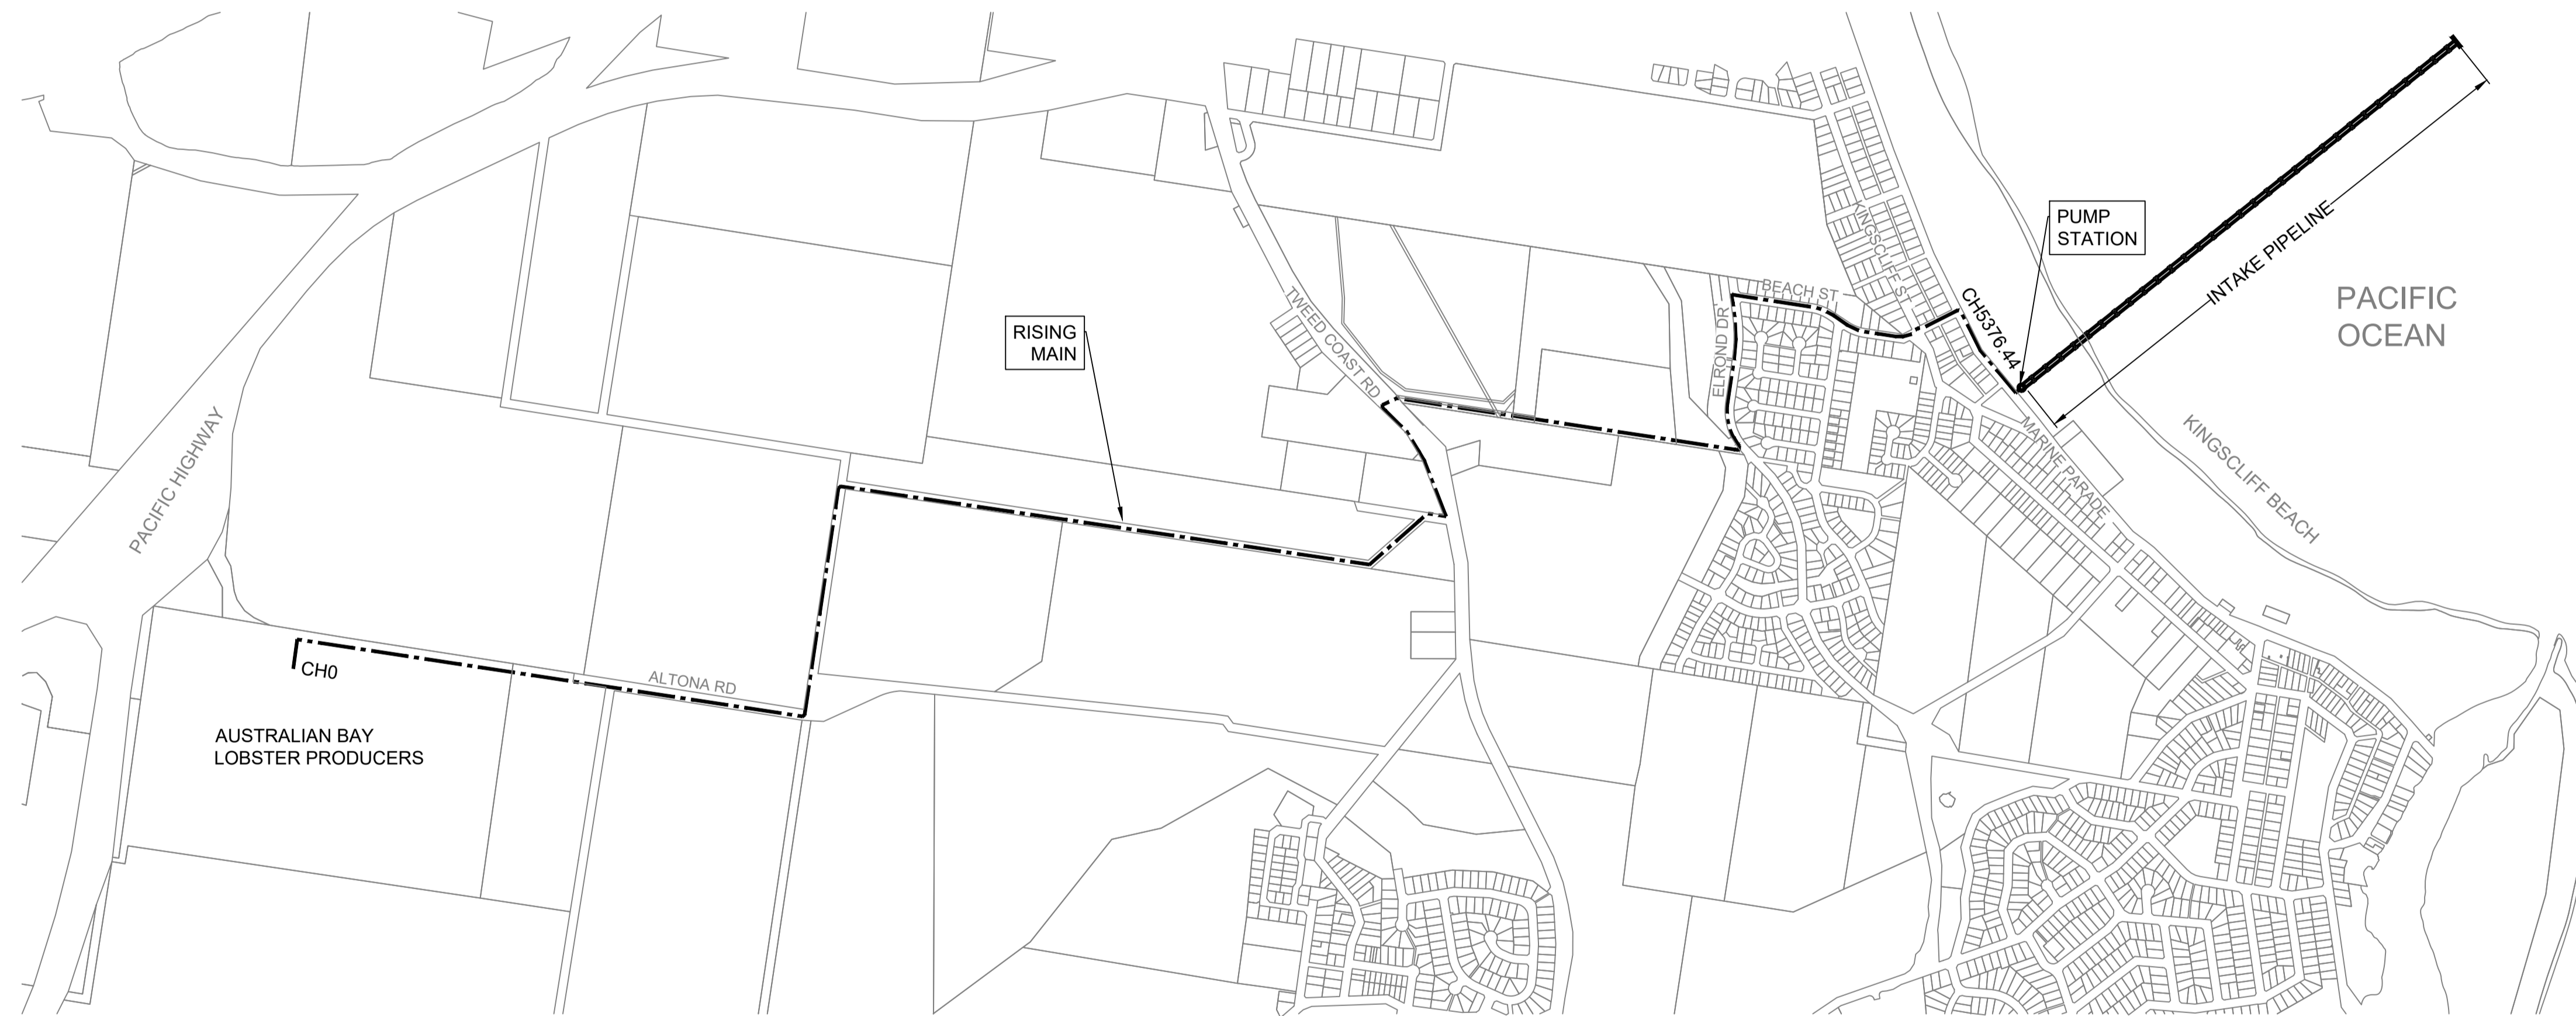 PUMP
STATION
INTAKE PIPELINE
KINGSCLIFF ST
PACIFIC
OCEAN
BEACH ST
CH5376.44
TWEED COAST RD
RISING
MAIN
ELROND DR
PACIFIC HIGHWAY
MARINE PARADE
KINGSCLIFF BEACH
CH0
ALTONA RD
AUSTRALIAN BAY
LOBSTER PRODUCERS